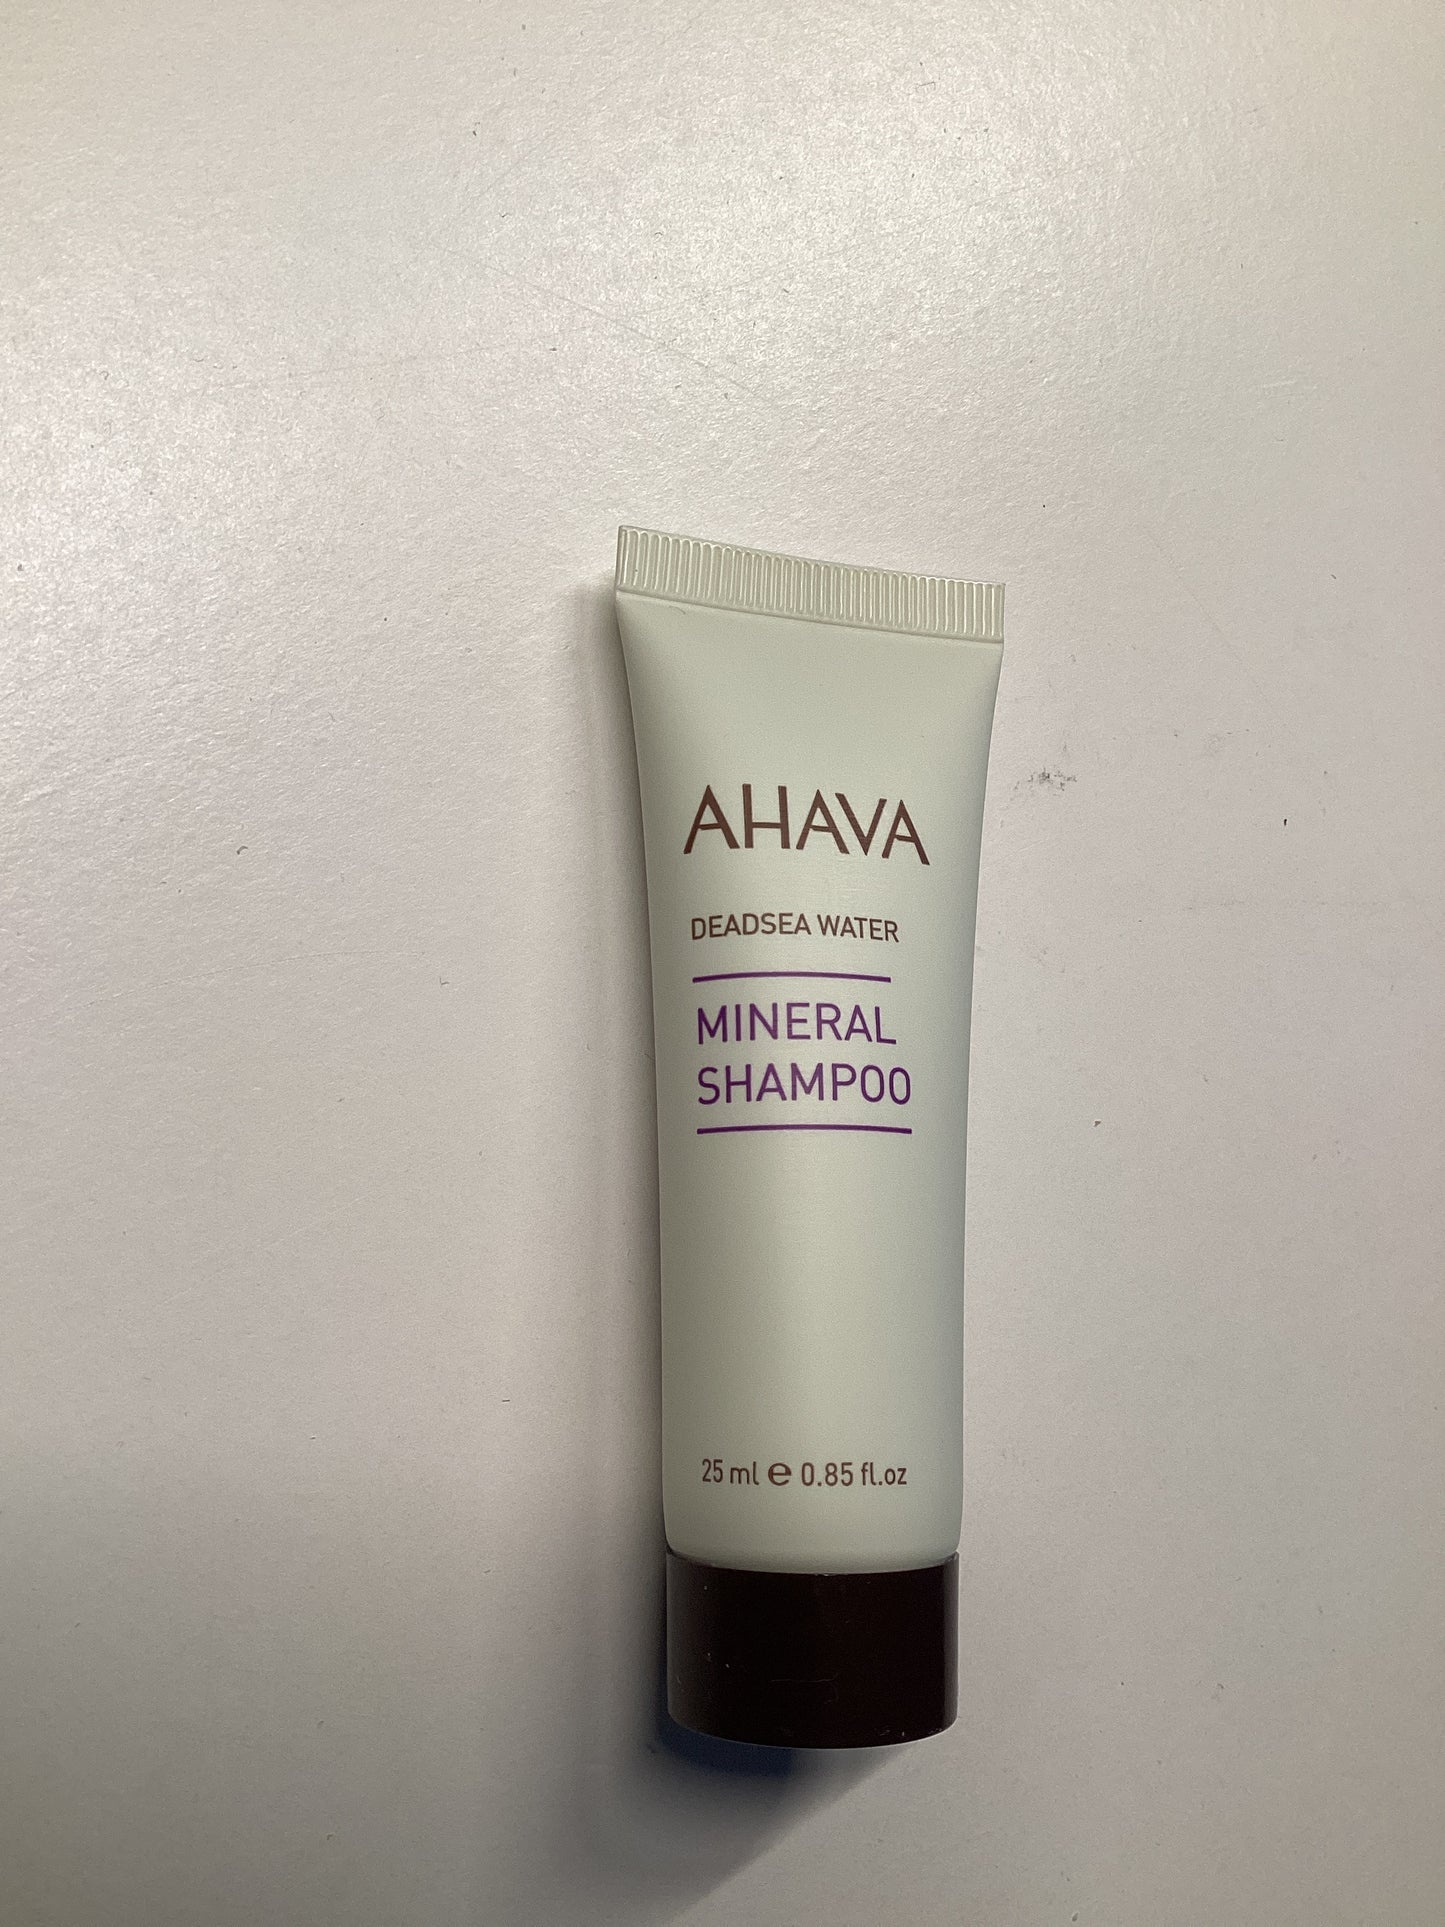 AHAVA
DEADSEA WATER
MINERAL
SHAMPOO
25 ml ℮ 0.85 fl.oz